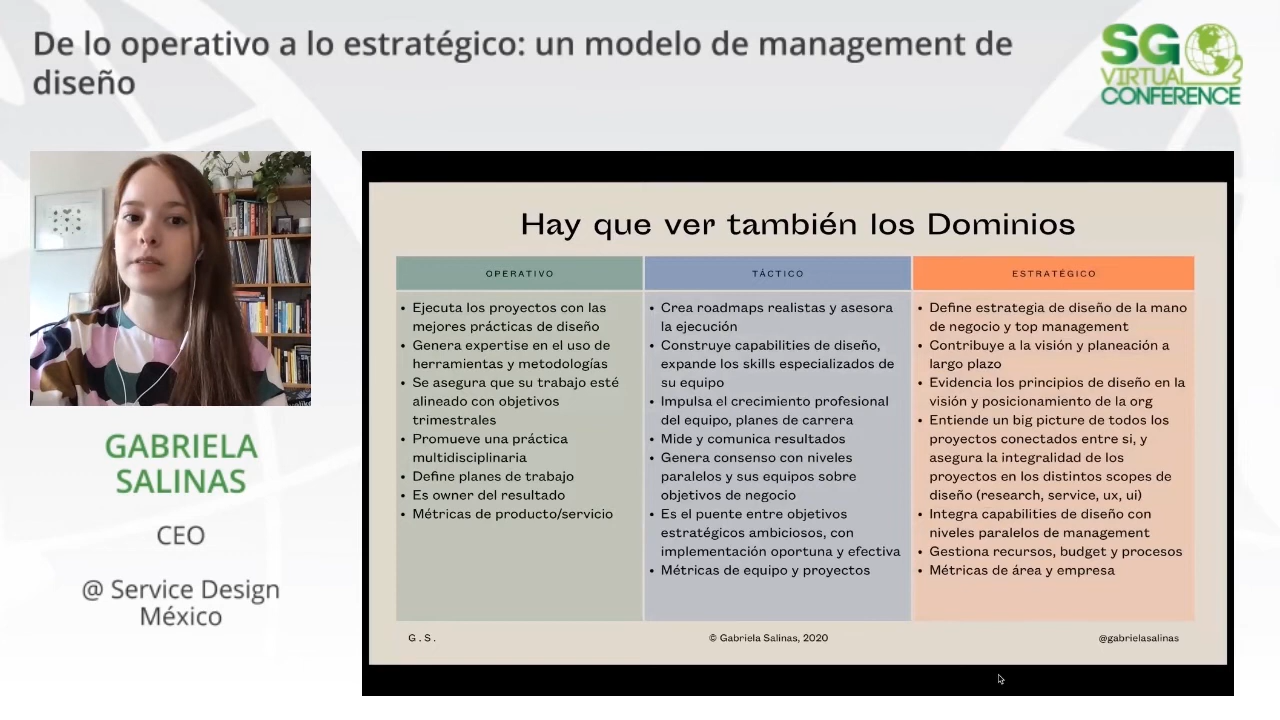 De lo operativo a lo estratégico: un modelo de management de
diseño
SG
VIRTUAL
CONFERENCE
GABRIELA
SALINAS
CEO
@ Service Design
México
Hay que ver también los Dominios
OPERATIVO
• Ejecuta los proyectos con las
mejores prácticas de diseño
• Genera expertise en el uso de
herramientas y metodologías
• Se asegura que su trabajo esté
alineado con objetivos
trimestrales
• Promueve una práctica
multidisciplinaria
• Define planes de trabajo
• Es owner del resultado
• Métricas de producto/servicio
TÁCTICO
• Crea roadmaps realistas y asesora
la ejecución
• Construye capabilities de diseño,
expande los skills especializados de
su equipo
• Impulsa el crecimiento profesional
del equipo, planes de carrera
• Mide y comunica resultados
• Genera consenso con niveles
paralelos y sus equipos sobre
objetivos de negocio
• Es el puente entre objetivos
estratégicos ambiciosos, con
implementación oportuna y efectiva
• Métricas de equipo y proyectos
ESTRATÉGICO
• Define estrategia de diseño de la mano
de negocio y top management
• Contribuye a la visión y planeación a
largo plazo
• Evidencia los principios de diseño en la
visión y posicionamiento de la org
• Entiende un big picture de todos los
proyectos conectados entre si, y
asegura la integralidad de los
proyectos en los distintos scopes de
diseño (research, service, ux, ui)
• Integra capabilities de diseño con
niveles paralelos de management
• Gestiona recursos, budget y procesos
• Métricas de área y empresa
G.S.
© Gabriela Salinas, 2020
@gabrielasalinas